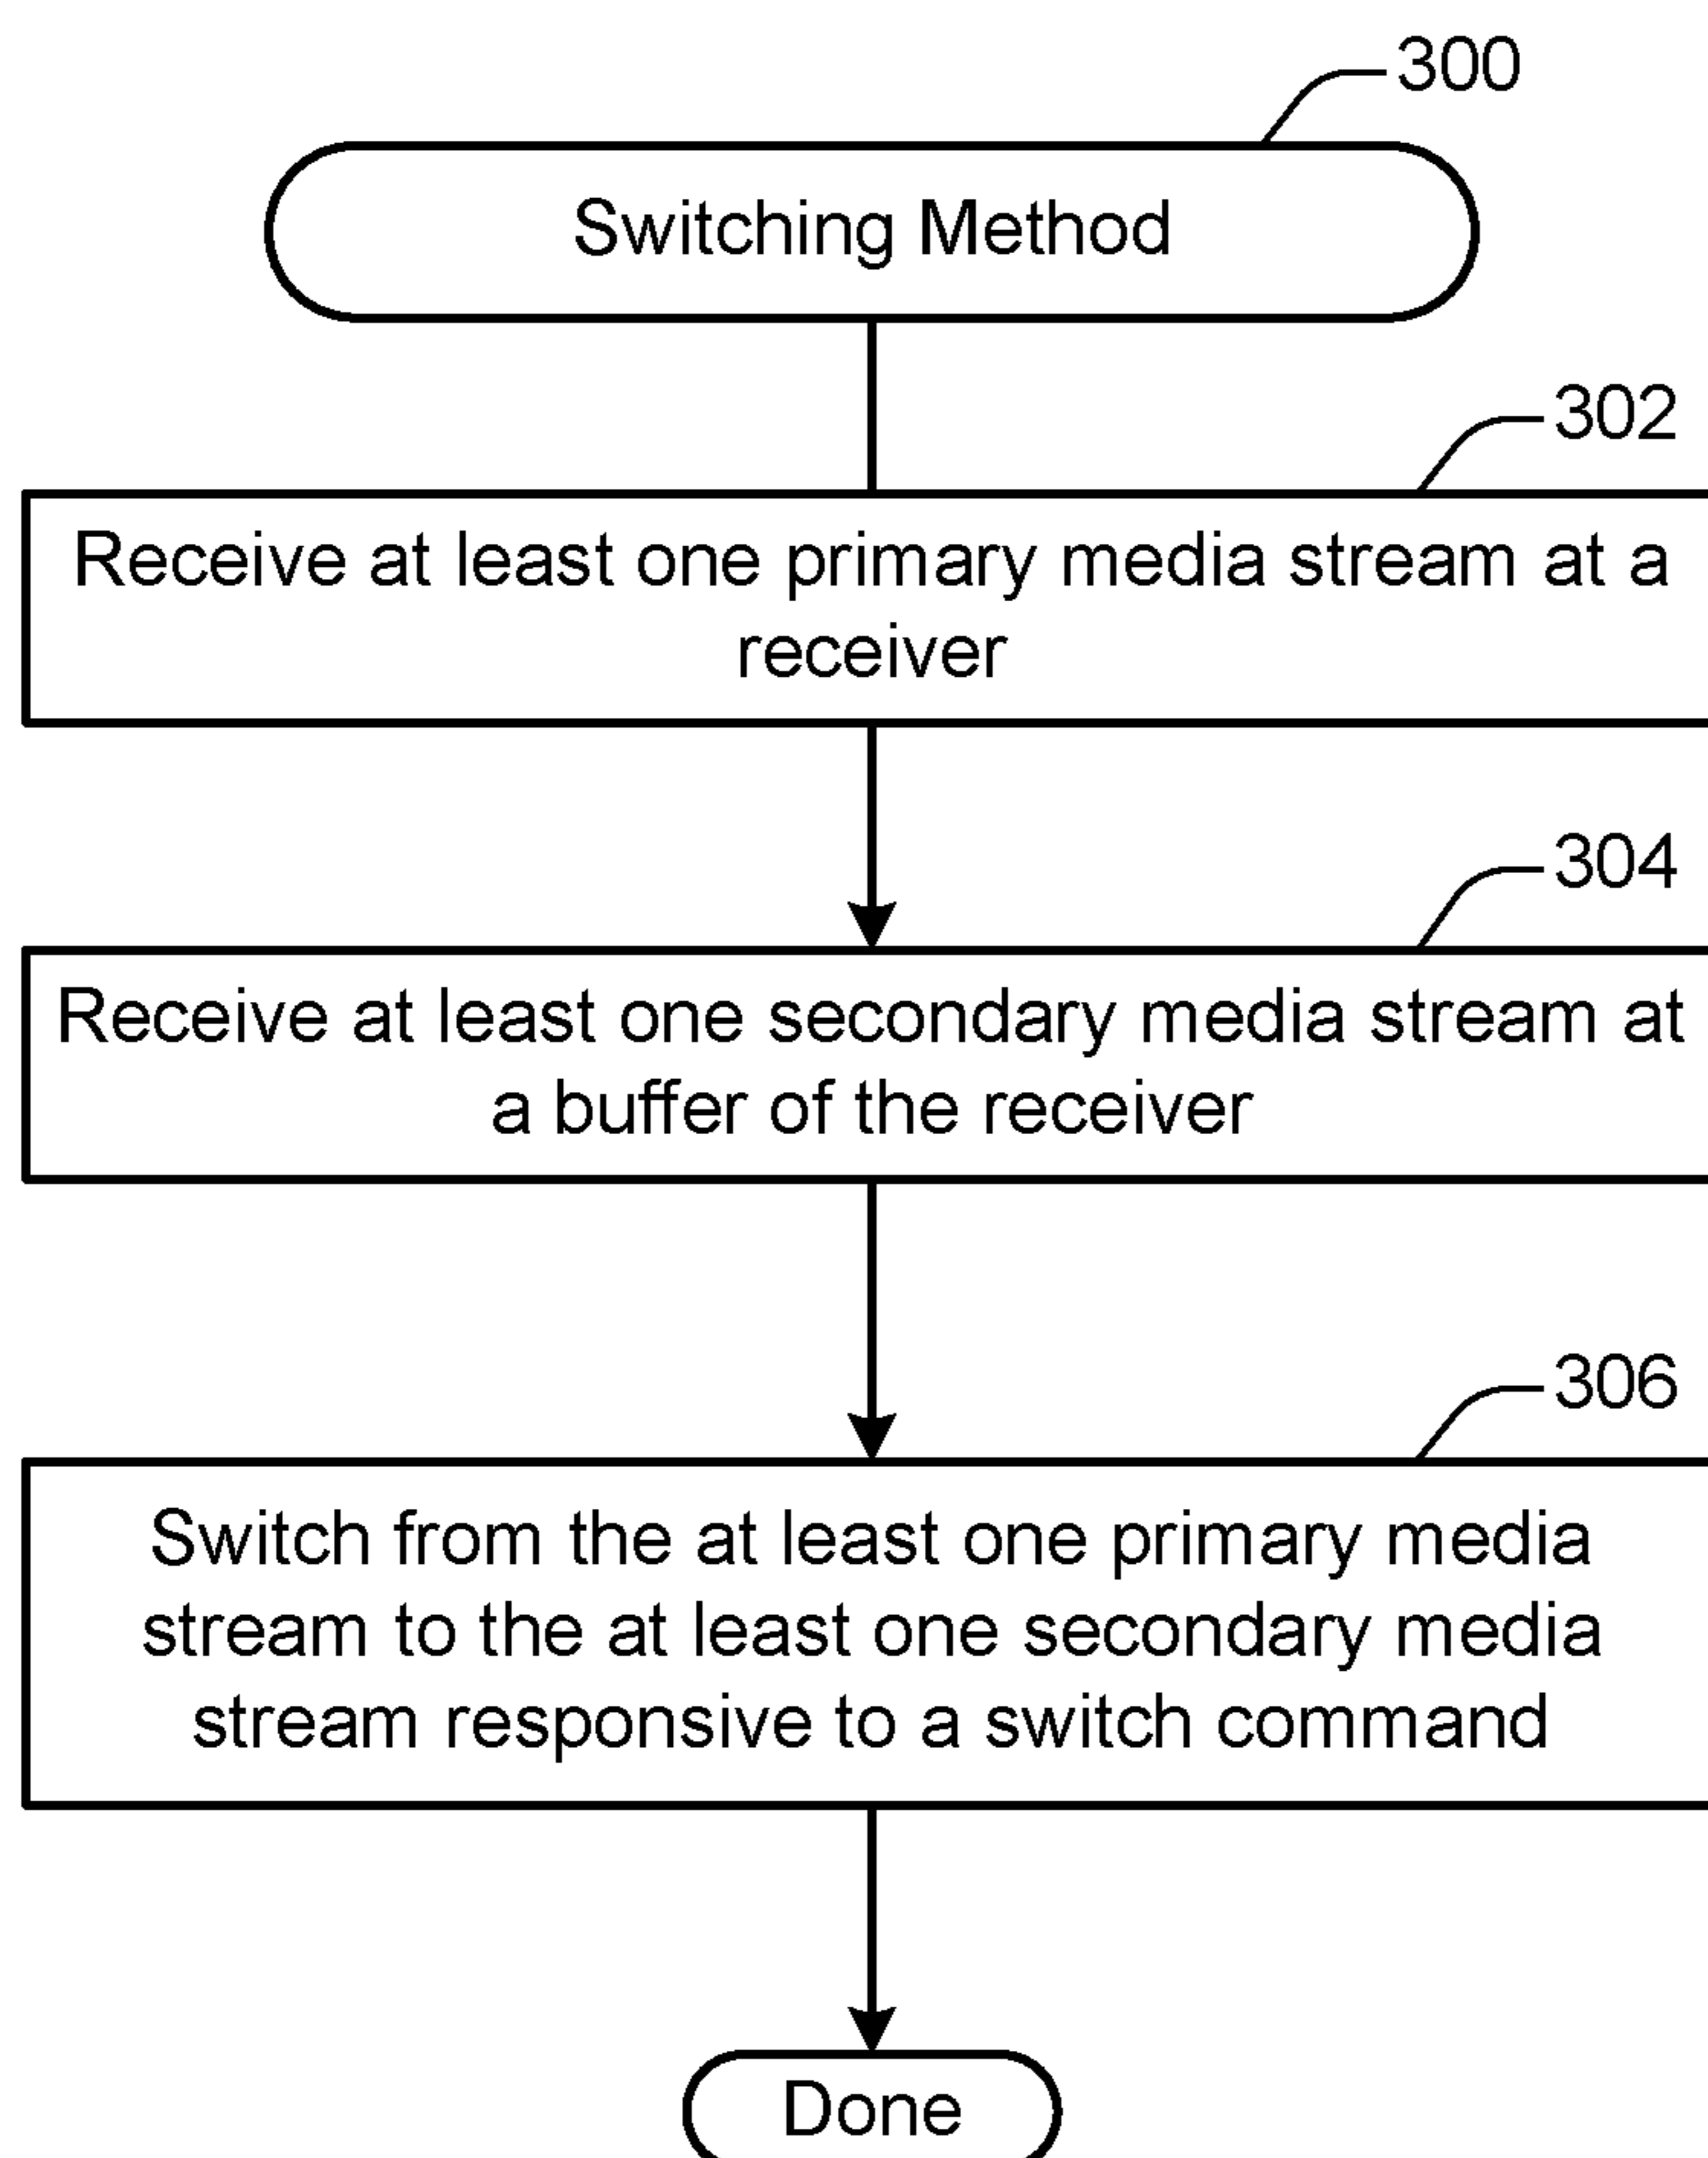 300
Switching Method
302
Receive at least one primary media stream at a
receiver
304
Receive at least one secondary media stream at
a buffer of the receiver
306
Switch from the at least one primary media
stream to the at least one secondary media
stream responsive to a switch command
Done